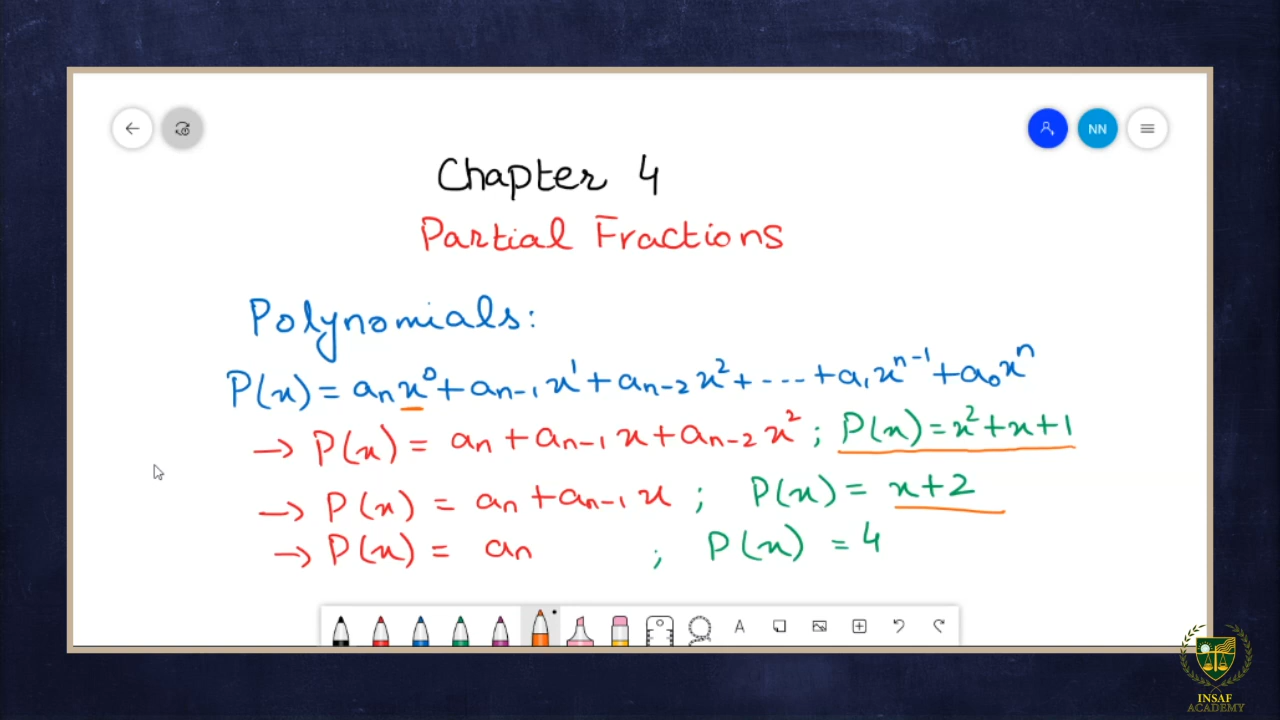 NN
Chapter 4
Partial Fractions
Polynomials:
P(x) = aₙx⁰ + aₙ₋₁x¹ + aₙ₋₂x² + ---- + a₁xⁿ⁻¹ + a₀xⁿ
→ P(x) = aₙ + aₙ₋₁x + aₙ₋₂x² ; P(x) = x² + x + 1
→ P(x) = aₙ + aₙ₋₁x ; P(x) = x + 2
→ P(x) = aₙ ; P(x) = 4
A
INSAF
ACADEMY